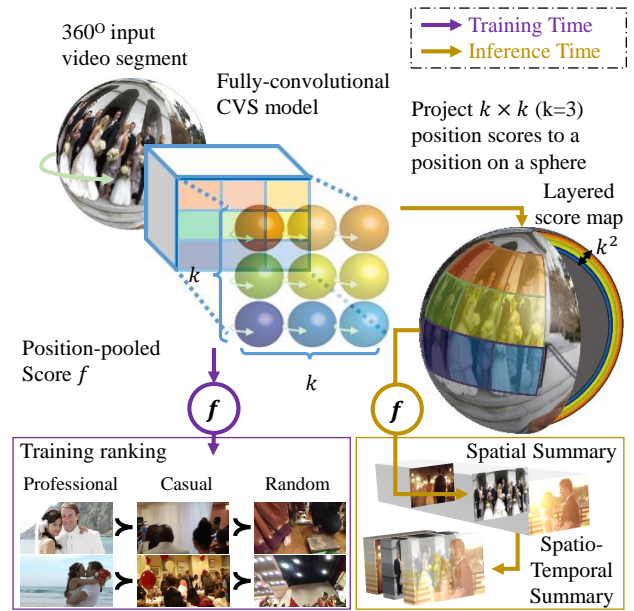 Training Time
Inference Time
360⁰ input
video segment
Fully-convolutional
CVS model
Project k × k (k=3)
position scores to a
position on a sphere
Layered
score map
k²
k
k
Position-pooled
Score f
f
f
Training ranking
Professional Casual Random
≻ ≻
≻ ≻
Spatial Summary
Spatio-
Temporal
Summary